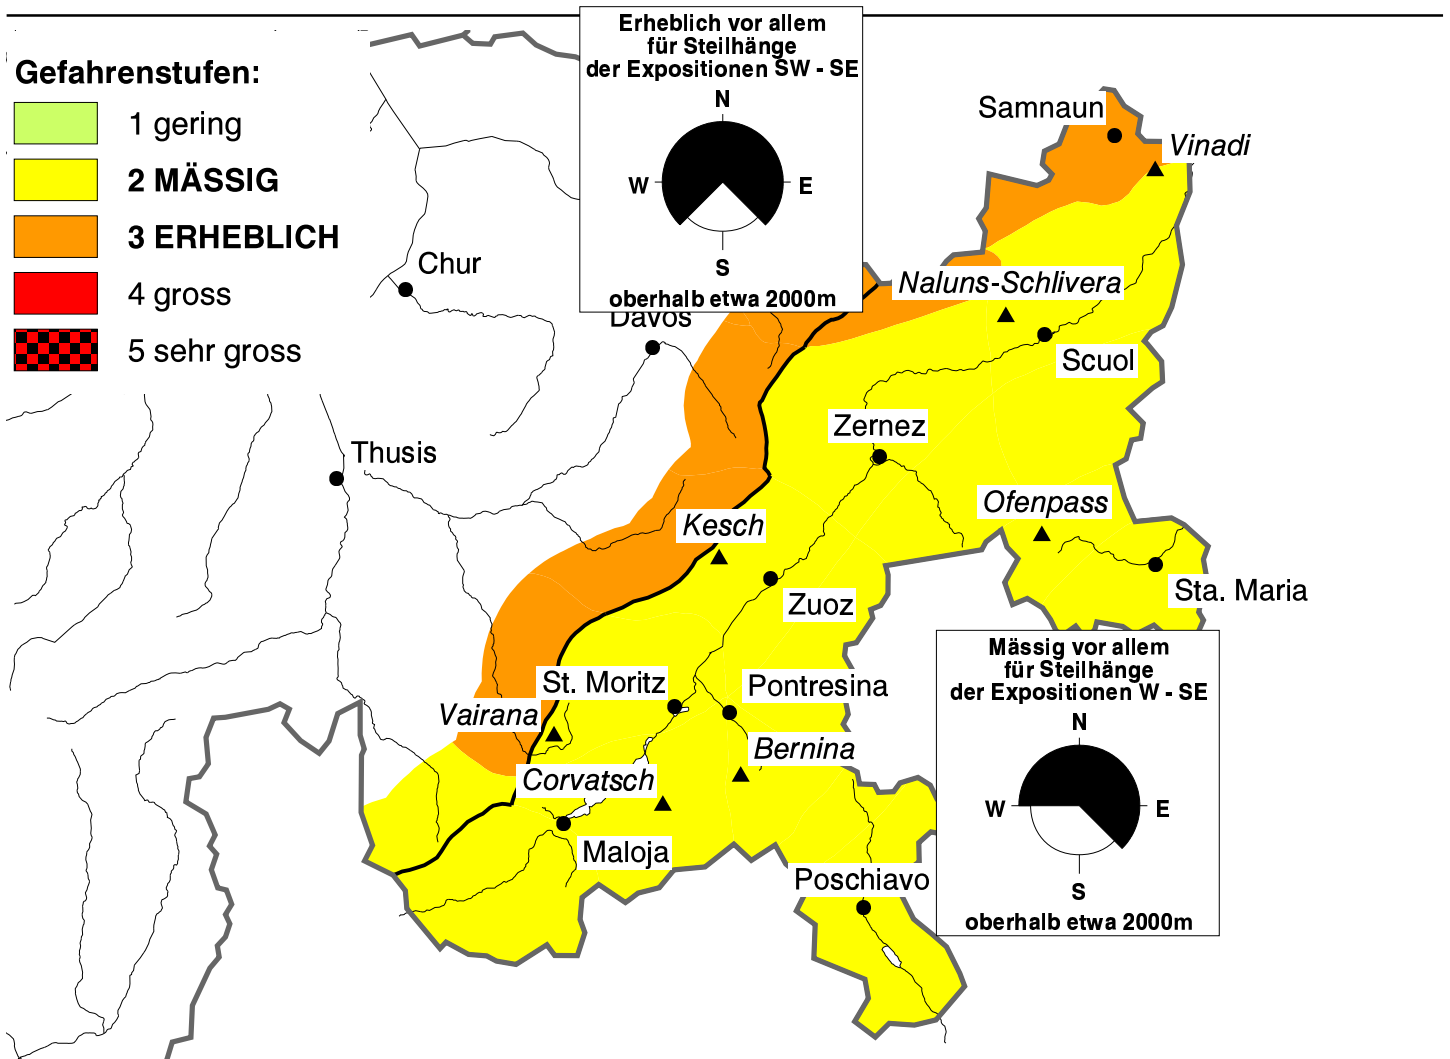 Gefahrenstufen:
1 gering
2 MÄSSIG
3 ERHEBLICH
4 gross
5 sehr gross
Erheblich vor allem
für Steilhänge
der Expositionen SW - SE
N
W
E
S
oberhalb etwa 2000m
Samnaun
Vinadi
Chur
Davos
Naluns-Schlivera
Scuol
Thusis
Zernez
Kesch
Ofenpass
Zuoz
Sta. Maria
St. Moritz
Pontresina
Vairana
Bernina
Corvatsch
Maloja
Poschiavo
Mässig vor allem
für Steilhänge
der Expositionen W - SE
N
W
E
S
oberhalb etwa 2000m